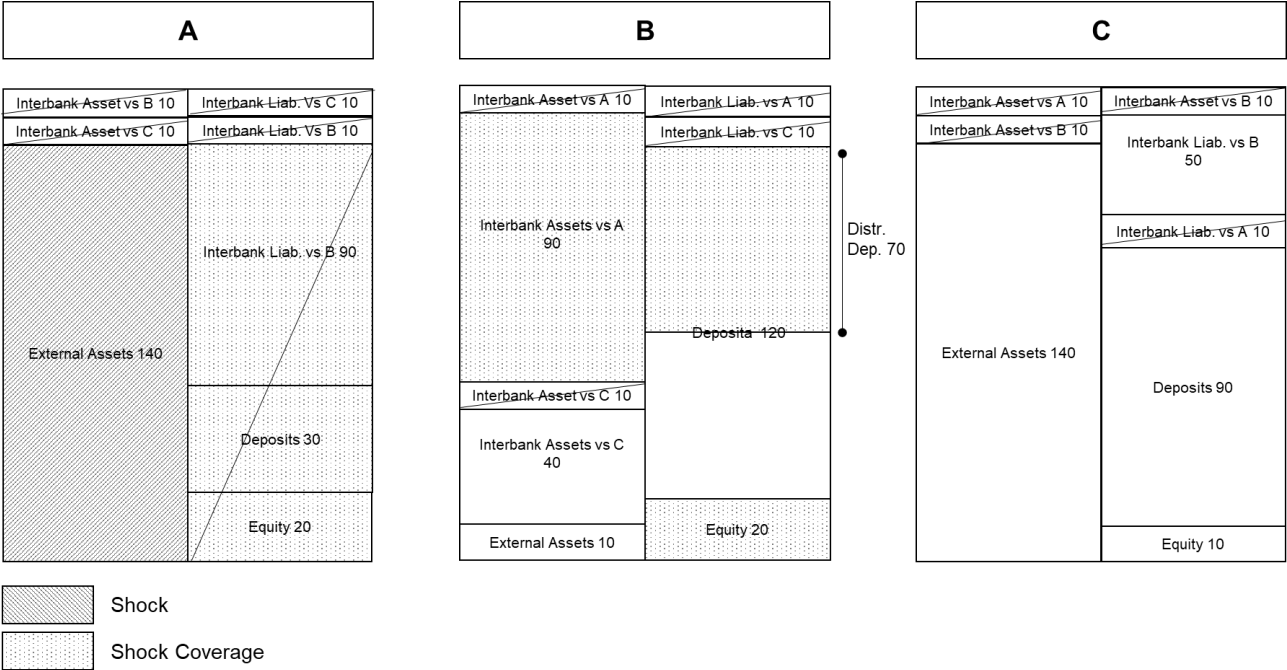 A
Interbank Asset vs B 10
Interbank Liab. Vs C 10
Interbank Asset vs C 10
Interbank Liab. vs B 10
Interbank Liab. vs B 90
External Assets 140
Deposits 30
Equity 20
B
Interbank Asset vs A 10
Interbank Liab. vs A 10
Interbank Liab. vs C 10
Interbank Assets vs A
90
Distr.
Dep. 70
Deposita 120
Interbank Asset vs C 10
Interbank Assets vs C
40
External Assets 10
Equity 20
C
Interbank Asset vs A 10
Interbank Asset vs B 10
Interbank Asset vs B 10
Interbank Liab. vs B
50
Interbank Liab. vs A 10
External Assets 140
Deposits 90
Equity 10
Shock
Shock Coverage